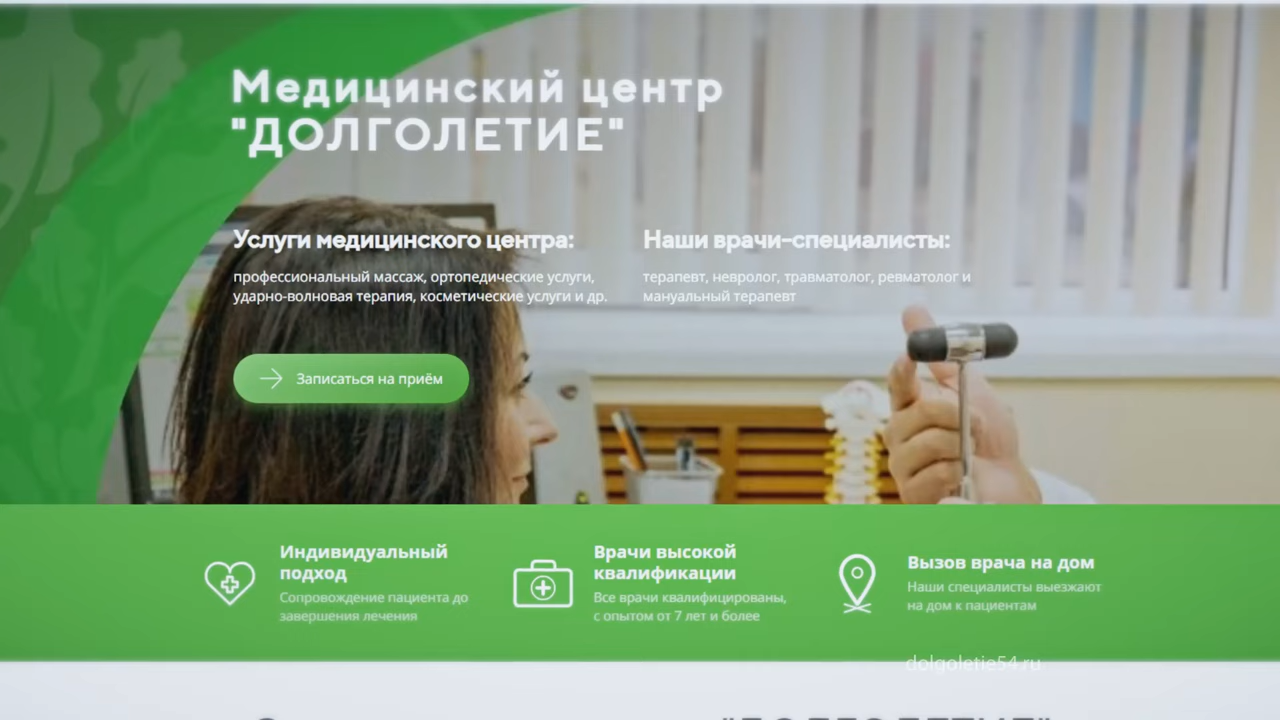 Медицинский центр
"ДОЛГОЛЕТИЕ"
Услуги медицинского центра:
профессиональный массаж, ортопедические услуги,
ударно-волновая терапия, косметические услуги и др.
Наши врачи-специалисты:
терапевт, невролог, травматолог, ревматолог и
мануальный терапевт
Записаться на приём
Индивидуальный
подход
Сопровождение пациента до
завершения лечения
Врачи высокой
квалификации
Все врачи квалифицированы,
с опытом от 7 лет и более
Вызов врача на дом
Наши специалисты выезжают
на дом к пациентам
dolgoletie54.ru
"ДОЛГОЛЕТИЕ"